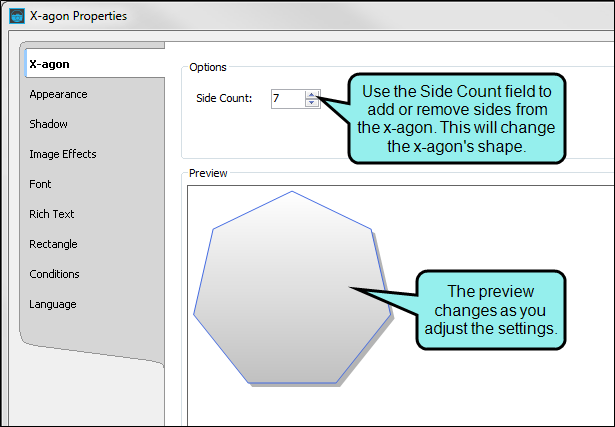 X-agon Properties
X-agon
Appearance
Shadow
Image Effects
Font
Rich Text
Rectangle
Conditions
Language
Options
Side Count: 7
Use the Side Count field to
add or remove sides from
the x-agon. This will change
the x-agon's shape.
Preview
The preview
changes as you
adjust the settings.